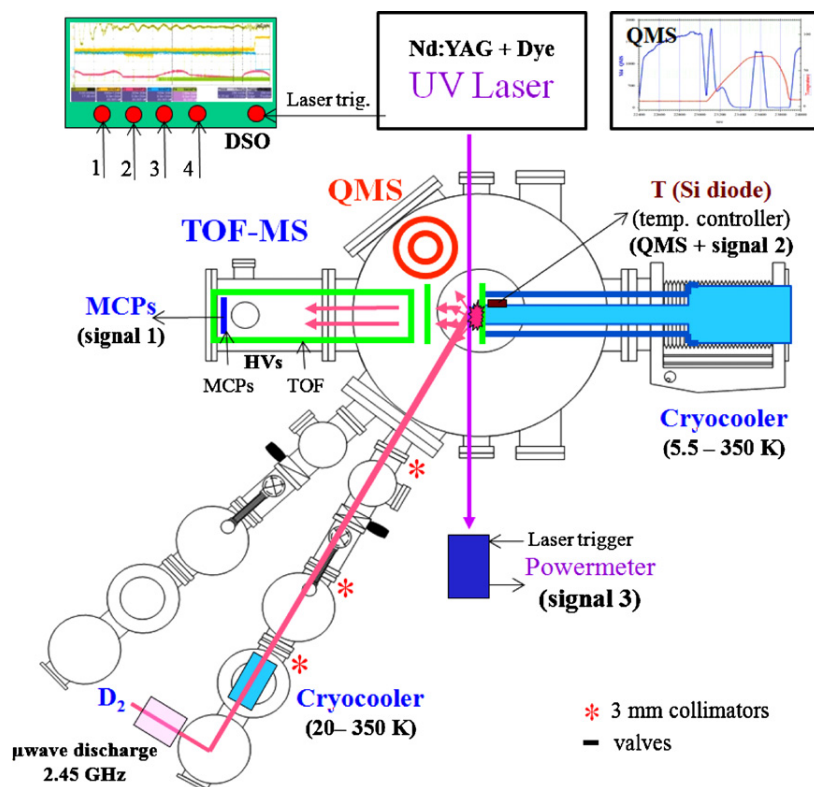 Nd:YAG + Dye
UV Laser
QMS
Laser trig.
DSO
1
2
3
4
QMS
TOF-MS
T (Si diode)
(temp. controller)
(QMS + signal 2)
MCPs
(signal 1)
HVs
MCPs
TOF
Cryocooler
(5.5 – 350 K)
Laser trigger
Powermeter
(signal 3)
D₂
Cryocooler
(20– 350 K)
μwave discharge
2.45 GHz
* 3 mm collimators
valves